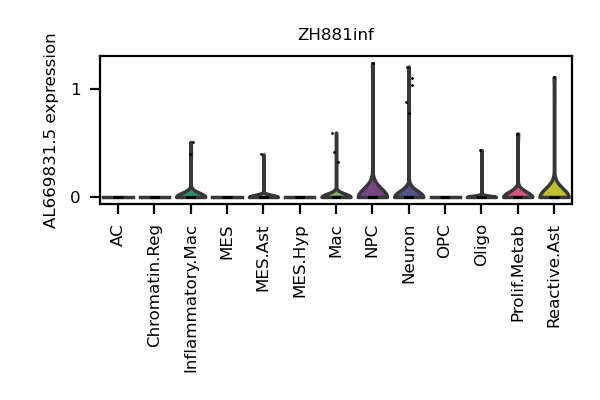 ZH881inf
AL669831.5 expression
1
0
AC
Chromatin.Reg
Inflammatory.Mac
MES
MES.Ast
MES.Hyp
Mac
NPC
Neuron
OPC
Oligo
Prolif.Metab
Reactive.Ast